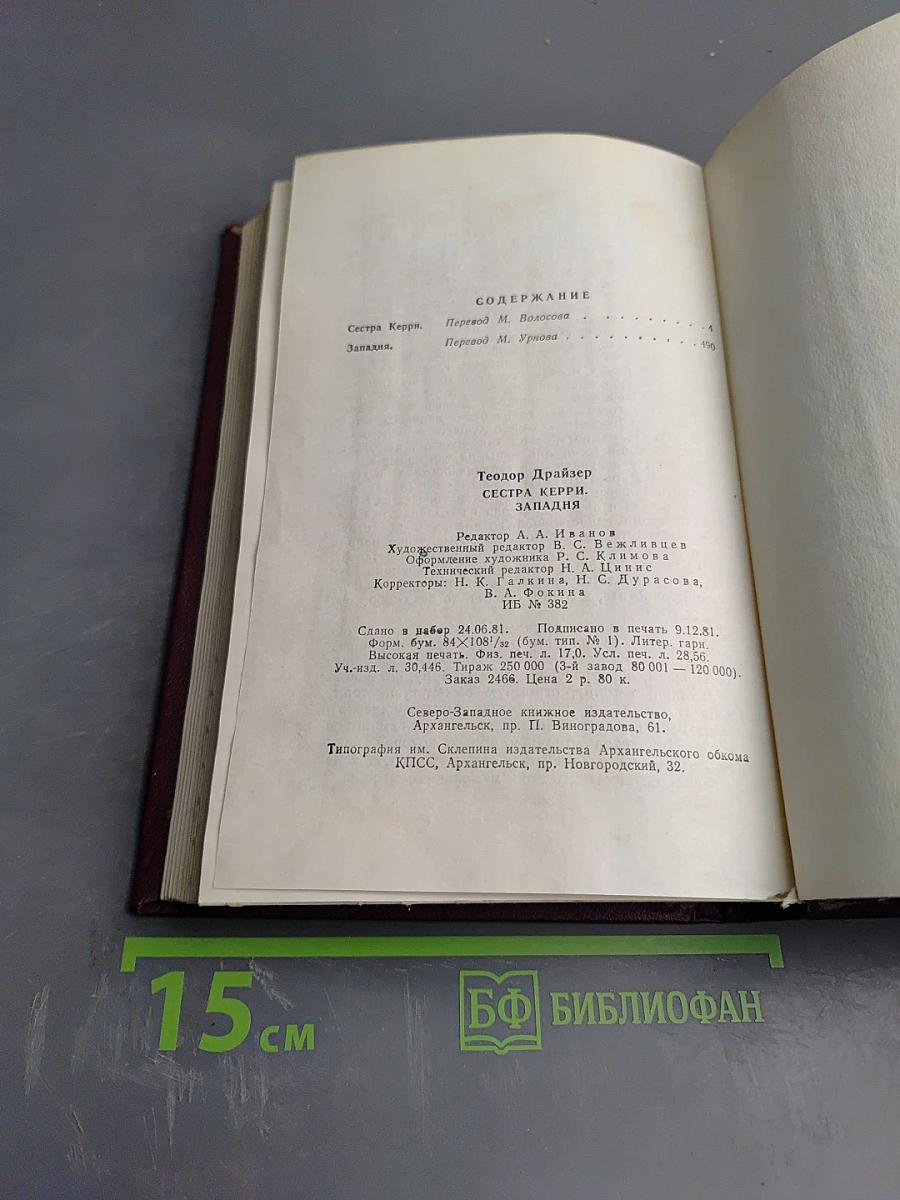 СОДЕРЖАНИЕ
Сестра Керри. Перевод М. Волосова . . . . . . . . . 4
Западня. Перевод М. Урнова . . . . . . . . . . 490
Теодор Драйзер
СЕСТРА КЕРРИ.
ЗАПАДНЯ
Редактор А. А. Иванов
Художественный редактор В. С. Вежливцев
Оформление художника Р. С. Климова
Технический редактор Н. А. Цинис
Корректоры: Н. К. Галкина, Н. С. Дурасова,
В. А. Фокина
ИБ № 382
Сдано в набор 24.06.81. Подписано в печать 9.12.81.
Форм. бум. 84×108¹/₃₂ (бум. тип. № 1). Литер. гарн.
Высокая печать. Физ. печ. л. 17,0. Усл. печ. л. 28,56.
Уч.-изд. л. 30,446. Тираж 250 000 (3-й завод 80 001 — 120 000).
Заказ 2466. Цена 2 р. 80 к.
Северо-Западное книжное издательство,
Архангельск, пр. П. Виноградова, 61.
Типография им. Склепина издательства Архангельского обкома
КПСС, Архангельск, пр. Новгородский, 32.
15 см
БФ БИБЛИОФАН